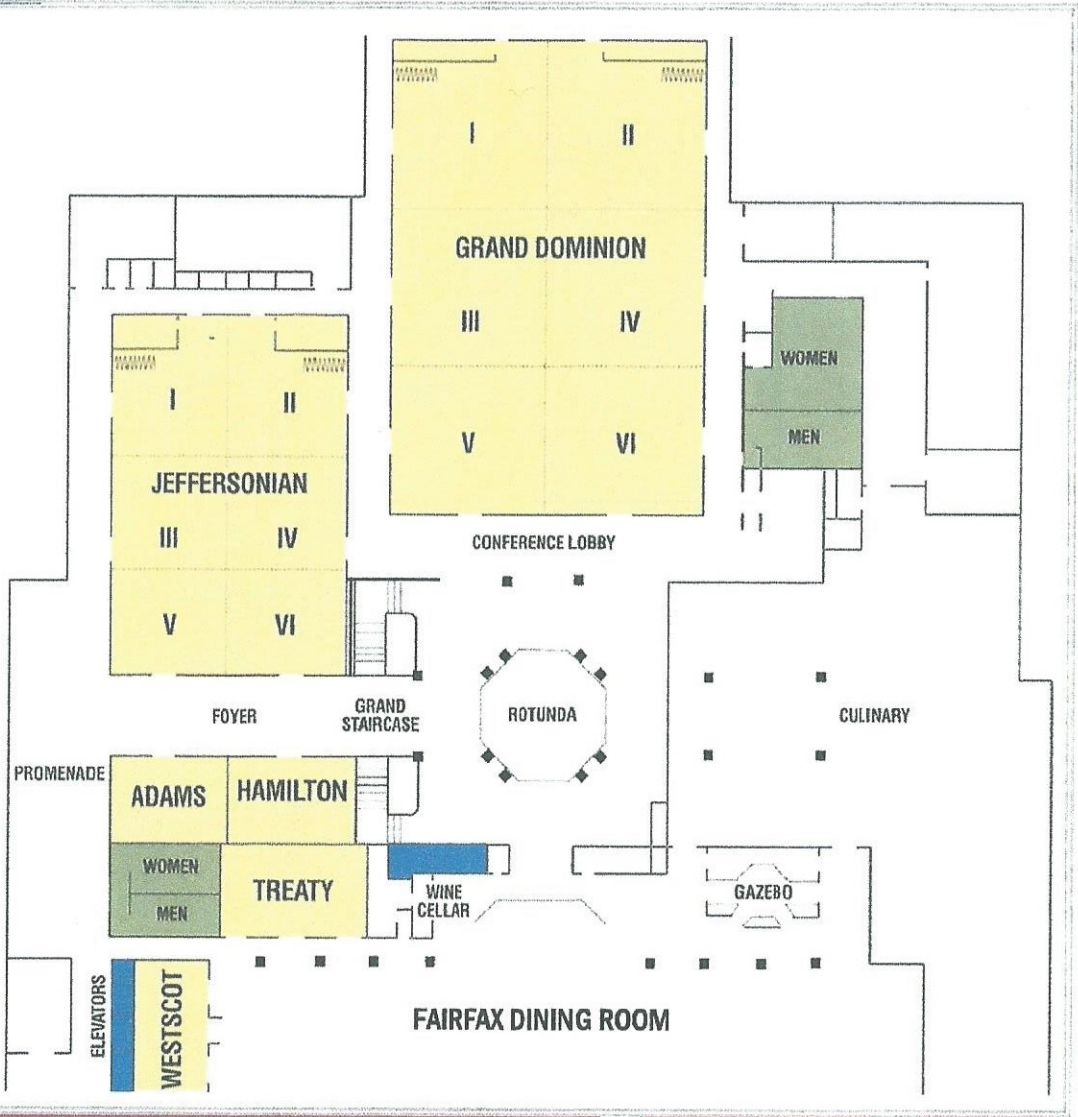 I
II
GRAND DOMINION
III
IV
V
VI
WOMEN
MEN
I
II
JEFFERSONIAN
III
IV
V
VI
CONFERENCE LOBBY
FOYER
GRAND
STAIRCASE
ROTUNDA
CULINARY
PROMENADE
ADAMS
HAMILTON
WOMEN
MEN
TREATY
WINE
CELLAR
GAZEBO
ELEVATORS
WESTSCOT
FAIRFAX DINING ROOM